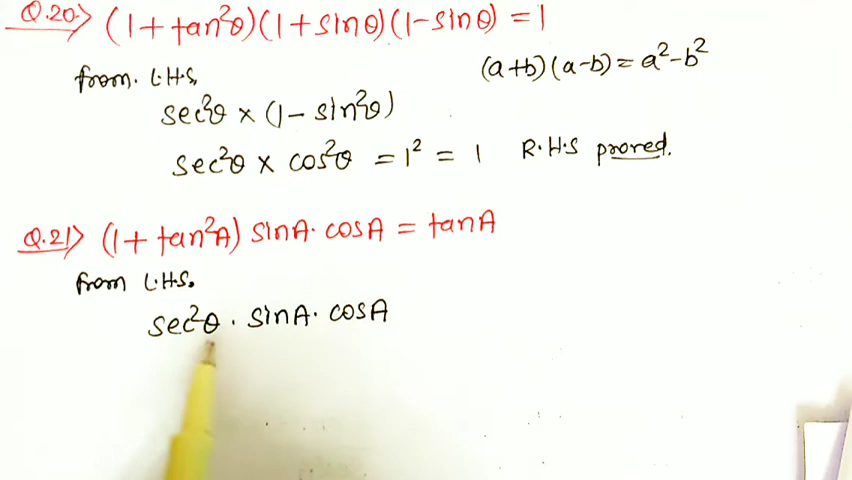 Q.20> (1 + tan²θ)(1 + sinθ)(1 - sinθ) = 1
from. L.H.S, (a+b)(a-b) = a²-b²
sec²θ × (1 - sin²θ)
sec²θ × cos²θ = 1² = 1 R.H.S proved.
Q.21> (1 + tan²A) sinA. cosA = tanA
from L.H.S.
sec²θ . sinA. cosA